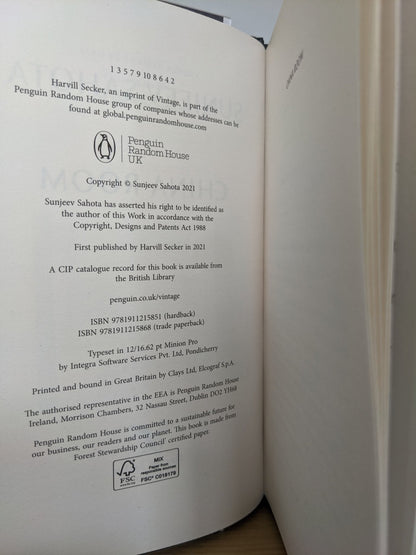 1 3 5 7 9 10 8 6 4 2
Harvill Secker, an imprint of Vintage, is part of the
Penguin Random House group of companies whose addresses can be
found at global.penguinrandomhouse.com
Penguin
Random House
UK
Copyright © Sunjeev Sahota 2021
Sunjeev Sahota has asserted his right to be identified as
the author of this Work in accordance with the
Copyright, Designs and Patents Act 1988
First published by Harvill Secker in 2021
A CIP catalogue record for this book is available from
the British Library
penguin.co.uk/vintage
ISBN 9781911215851 (hardback)
ISBN 9781911215868 (trade paperback)
Typeset in 12/16.62 pt Minion Pro
by Integra Software Services Pvt. Ltd, Pondicherry
Printed and bound in Great Britain by Clays Ltd, Elcograf S.p.A.
The authorised representative in the EEA is Penguin Random House
Ireland, Morrison Chambers, 32 Nassau Street, Dublin D02 YH68
Penguin Random House is committed to a sustainable future for
our business, our readers and our planet. This book is made from
Forest Stewardship Council® certified paper.
FSC
www.fsc.org
MIX
Paper from
responsible sources
FSC® C018179